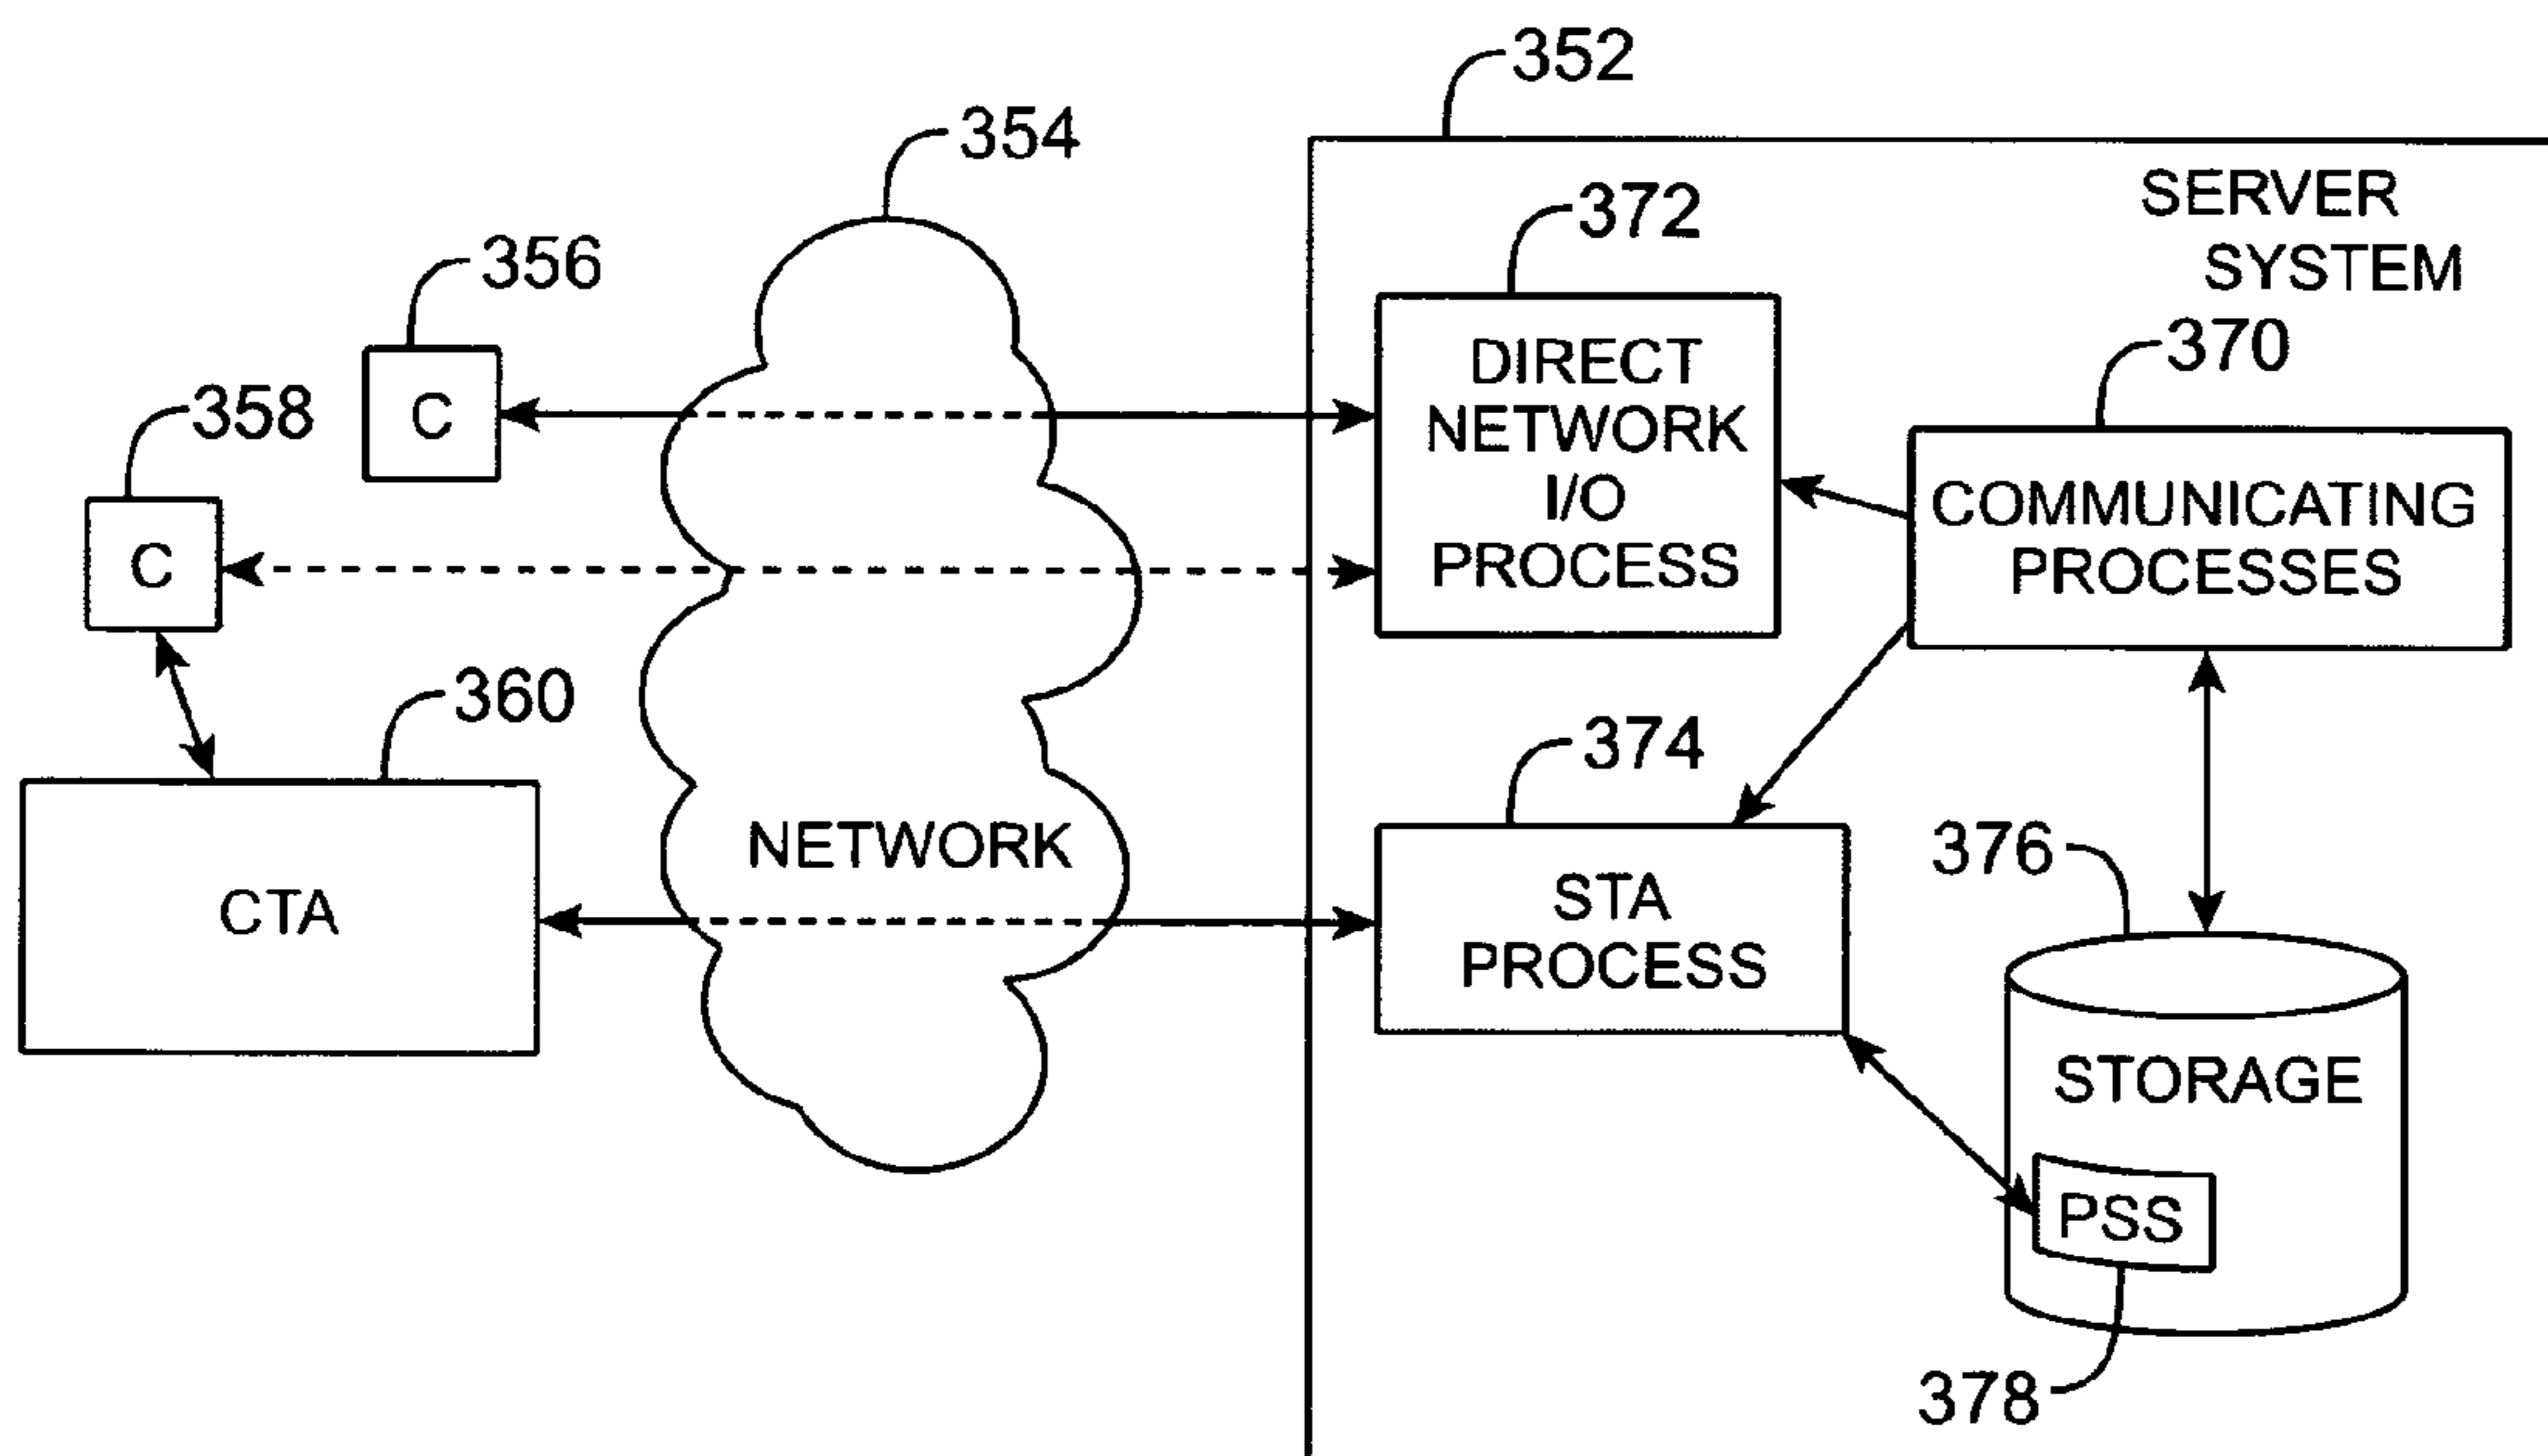 352
354
SERVER
SYSTEM
372
356
370
358
C
DIRECT
NETWORK
I/O
PROCESS
C
COMMUNICATING
PROCESSES
360
374
NETWORK
376
CTA
STA
PROCESS
STORAGE
PSS
378